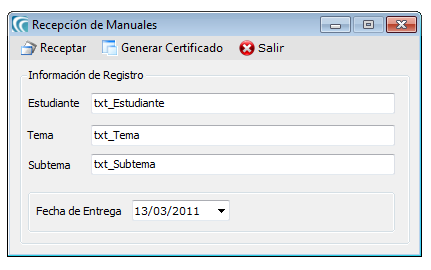 Recepción de Manuales
Receptar Generar Certificado Salir
Información de Registro
Estudiante txt_Estudiante
Tema txt_Tema
Subtema txt_Subtema
Fecha de Entrega 13/03/2011